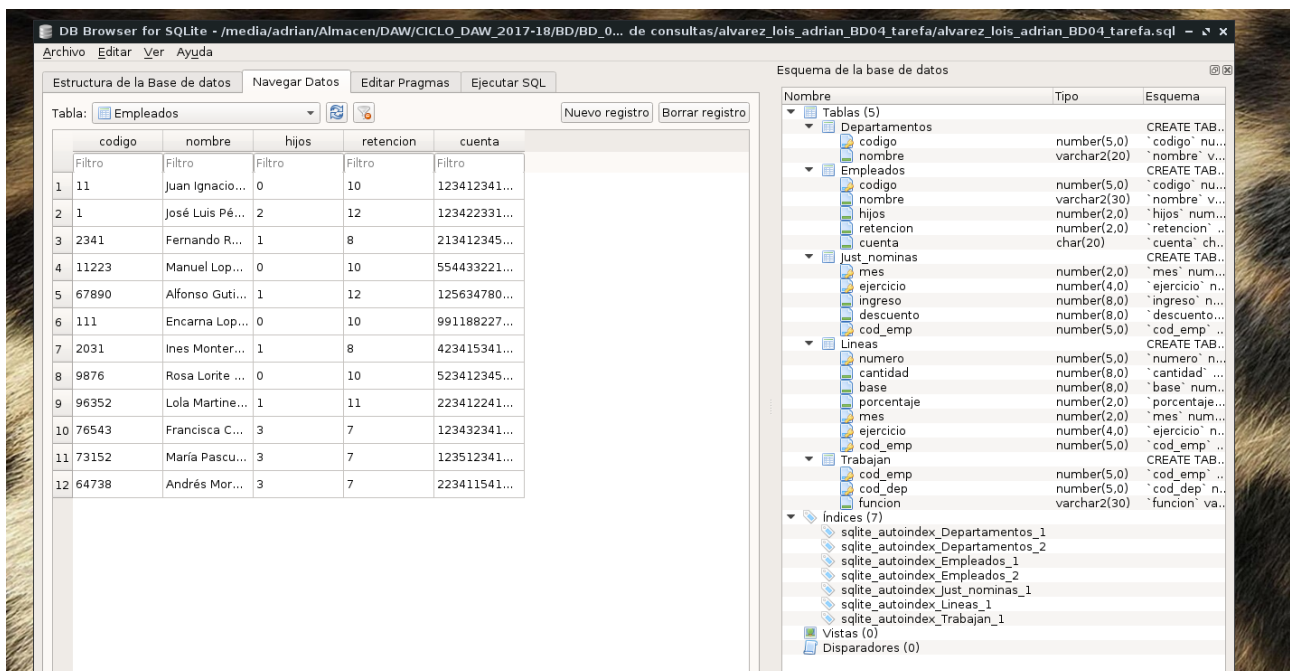 DB Browser for SQLite - /media/adrian/Almacen/DAW/CICLO_DAW_2017-18/BD/BD_0... de consultas/alvarez_lois_adrian_BD04_tarefa/alvarez_lois_adrian_BD04_tarefa.sql
Archivo Editar Ver Ayuda
Estructura de la Base de datos Navegar Datos Editar Pragmas Ejecutar SQL
Tabla: Empleados Nuevo registro Borrar registro
codigo nombre hijos retencion cuenta
Filtro Filtro Filtro Filtro Filtro
1 11 Juan Ignacio... 0 10 123412341...
2 1 José Luis Pé... 2 12 123422331...
3 2341 Fernando R... 1 8 213412345...
4 11223 Manuel Lop... 0 10 554433221...
5 67890 Alfonso Guti... 1 12 125634780...
6 111 Encarna Lop... 0 10 991188227...
7 2031 Ines Monter... 1 8 423415341...
8 9876 Rosa Lorite ... 0 10 523412345...
9 96352 Lola Martine... 1 11 223412241...
10 76543 Francisca C... 3 7 123432341...
11 73152 María Pascu... 3 7 123512341...
12 64738 Andrés Mor... 3 7 223411541...
Esquema de la base de datos
Nombre Tipo Esquema
Tablas (5)
Departamentos CREATE TAB...
codigo number(5,0) `codigo` nu...
nombre varchar2(20) `nombre` v...
Empleados CREATE TAB...
codigo number(5,0) `codigo` nu...
nombre varchar2(30) `nombre` v...
hijos number(2,0) `hijos` num...
retencion number(2,0) `retencion` ...
cuenta char(20) `cuenta` ch...
Just_nominas CREATE TAB...
mes number(2,0) `mes` num...
ejercicio number(4,0) `ejercicio` n...
ingreso number(8,0) `ingreso` n...
descuento number(8,0) `descuento...
cod_emp number(5,0) `cod_emp` ...
Lineas CREATE TAB...
numero number(5,0) `numero` n...
cantidad number(8,0) `cantidad` ...
base number(8,0) `base` num...
porcentaje number(2,0) `porcentaje...
mes number(2,0) `mes` num...
ejercicio number(4,0) `ejercicio` n...
cod_emp number(5,0) `cod_emp` ...
Trabajan CREATE TAB...
cod_emp number(5,0) `cod_emp` ...
cod_dep number(5,0) `cod_dep` n...
funcion varchar2(30) `funcion` va...
Índices (7)
sqlite_autoindex_Departamentos_1
sqlite_autoindex_Departamentos_2
sqlite_autoindex_Empleados_1
sqlite_autoindex_Empleados_2
sqlite_autoindex_Just_nominas_1
sqlite_autoindex_Lineas_1
sqlite_autoindex_Trabajan_1
Vistas (0)
Disparadores (0)